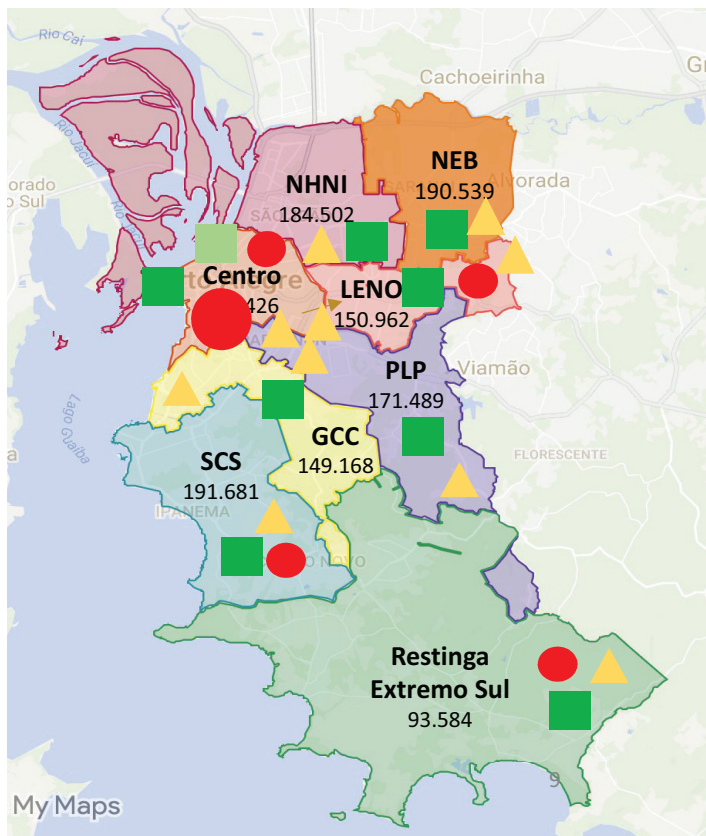 Rio Caí
Cachoeirinha
Gr
Rio Jacuí
NEB
190.539
Alvorada
NHNI
184.502
orado
o Sul
Centro
426
LENO
150.962
PLP
171.489
Viamão
Lago Guaíba
GCC
149.168
SCS
191.681
FLORESCENTE
IPANEMA
NOVO
Restinga
Extremo Sul
93.584
9
My Maps